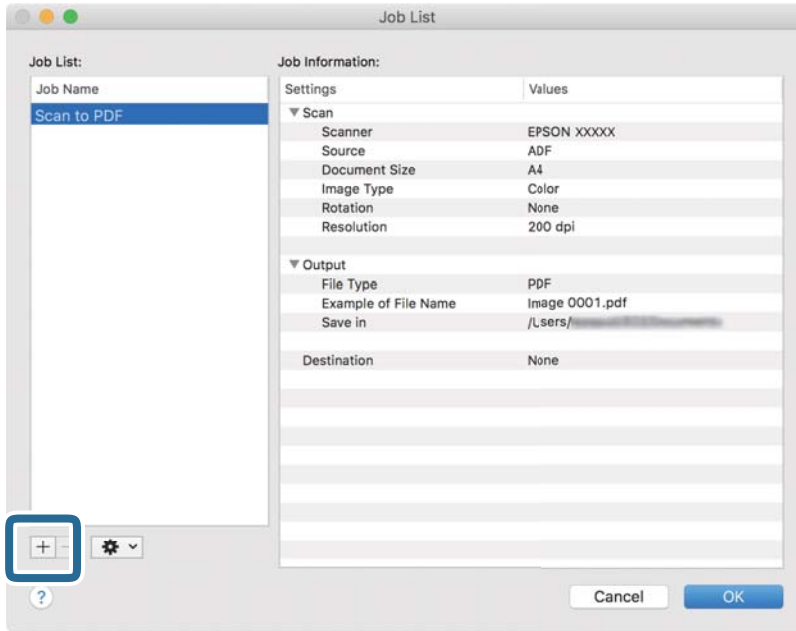 Job List
Job List:
Job Information:
Job Name
Settings Values
Scan to PDF
Scan
Scanner EPSON XXXXX
Source ADF
Document Size A4
Image Type Color
Rotation None
Resolution 200 dpi
Output
File Type PDF
Example of File Name Image 0001.pdf
Save in /Users/
Destination None
+ -
?
Cancel OK